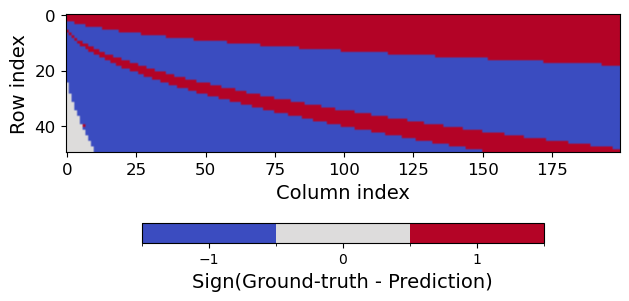 0
20
40
Row index
0 25 50 75 100 125 150 175
Column index
−1 0 1
Sign(Ground-truth - Prediction)